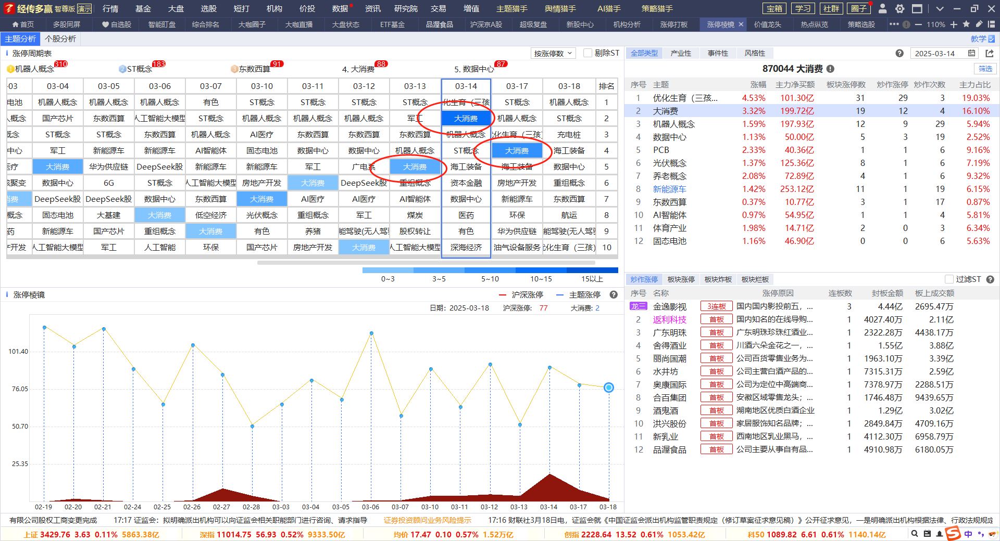 经传多赢 智尊版 演示 行情 基金 大盘 选股 短打 机构 价投 数据 资讯 研究院 交易 增值 主题猎手 舆情猎手 AI猎手 策略猎手 宝箱 学习 社群 圈子
首页 多股同屏 自选股 智能盯盘 综合排名 大咖圈子 大咖直播 大盘状态 ETF基金 品渥食品 沪深京A股 超级复盘 新股中心 机构分析 涨停打板 涨停棱镜 价值龙头 热点纵览 策略选股 110%
主题分析 个股分析 教学
涨停周期表 按涨停数 剔除ST
1 机器人概念 310 2 ST概念 183 3 东数西算 91 4. 大消费 88 5. 数据中心 87
-03 03-04 03-05 03-06 03-07 03-10 03-11 03-12 03-13 03-14 03-17 03-18 排名
电池 机器人概念 机器人概念 机器人概念 有色 ST概念 ST概念 ST概念 ST概念 化生育（三孩 ST概念 机器人概念 1
人概念 国产芯片 东数西算 人工智能大模型 ST概念 机器人概念 机器人概念 机器人概念 军工 大消费 机器人概念 ST概念 2
概念 ST概念 ST概念 东数西算 机器人概念 AI医疗 东数西算 东数西算 东数西算 机器人概念 优化生育（三孩） 充电桩 3
中心 军工 新能源车 新能源车 AI智能体 固态电池 数据中心 数据中心 机器人概念 ST概念 大消费 海工装备 4
医疗 大消费 华为供应链 DeepSeek股 新能源车 新能源车 军工 广电系 大消费 海工装备 海工装备 数据中心 5
核聚变 数据中心 6G ST概念 人工智能大模型 房地产开发 大消费 DeepSeek股 重组概念 资本金融 房地产开发 重组概念 6
消费 DeepSeek股 DeepSeek股 数据中心 东数西算 大消费 AI医疗 AI医疗 AI智能体 数据中心 新能源车 东数西算 7
概念 固态电池 大基建 大消费 低空经济 光伏概念 重组概念 军工 煤炭 医药 环保 航运 8
药 新能源车 国产芯片 重组概念 大消费 有色 养猪 能驾驶(无人驾 股权转让 有色 华为供应链 能驾驶(无人驾 9
产开发 人工智能大模型 军工 人工智能 环保 国产芯片 房地产开发 大消费 人工智能大模型 深海经济 油气设备服务 优化生育（三孩） 10
0~3 3~5 5~10 10~15 15以上
涨停棱镜 沪深涨停 主题涨停
日期: 2025-03-18 沪深涨停: 77 大消费: 2
101.40
76.05
50.70
25.35
02-19 02-20 02-21 02-24 02-25 02-26 02-27 02-28 03-03 03-04 03-05 03-06 03-07 03-10 03-11 03-12 03-13 03-14 03-17 03-18
全部类型 产业性 事件性 风格性 2025-03-14
870044 大消费 筛选
序号 主题 涨幅 主力净买额 板块涨停数 炒作涨停 炒作次数 主力占比
1 优化生育（三孩... 4.53% 101.30亿 31 29 3 19.03%
2 大消费 3.32% 199.72亿 19 12 4 16.10%
3 机器人概念 1.59% 197.93亿 12 9 29 5.94%
4 数据中心 1.13% 50.00亿 5 3 19 2.52%
5 PCB 2.33% 40.36亿 1 1 6 9.16%
6 光伏概念 1.37% 125.36亿 8 1 6 7.19%
7 养老概念 2.08% 72.89亿 4 1 6 9.32%
8 新能源车 1.42% 253.12亿 11 1 19 6.15%
9 东数西算 0.37% 10.77亿 3 1 17 0.87%
10 AI智能体 0.97% 54.95亿 1 1 4 5.81%
11 体育产业 1.98% 14.71亿 2 0 3 6.34%
12 固态电池 1.16% 46.90亿 0 0 6 5.63%
炒作涨停 板块涨停 板块炸板 板块烂板 过滤ST
序号 名称 涨停原因 连板数 封板金额 板上成交额
龙三 金逸影视 3连板 国内国内影投前五，... 3 4.44亿 2695.47万
2 返利科技 首板 国内知名的在线导购... 1 4027.40万 2.11亿
3 广东明珠 首板 广东明珠珍珠红酒业... 1 2322.28万 4438.17万
4 舍得酒业 首板 川酒六朵金花之一，... 1 1.55亿 3.88亿
5 丽尚国潮 首板 公司百货零售业务为... 1 1963.10万 3.39亿
6 水井坊 首板 公司主营白酒产品的... 1 7315.31万 2.59亿
7 奥康国际 首板 公司为定位中高端商... 1 7378.97万 2288.51万
8 合百集团 首板 安徽区域零售龙头；... 1 1746.48万 9439.65万
9 酒鬼酒 首板 湖南地区优质白酒企业 1 1.29亿 3.02亿
10 洪兴股份 首板 家居服饰知名品牌；... 1 2849.84万 4709.16万
11 新乳业 首板 西南地区乳业黑马，... 1 4112.30万 6958.79万
12 品渥食品 首板 公司主要从事自有品... 1 4910.98万 6180.05万
有限公司股权工商变更完成 17:17 证监会：拟明确派出机构可以向证监会相关职能部门进行咨询、请求指导 证券投资顾问业务风险提示 17:16 财联社3月18日电，证监会就《中国证监会派出机构监管职责规定（修订草案征求意见稿）》公开征求意见，一是明确派出机构根据法律、行政法规规定
上证 3429.76 3.63 0.11% 5863.38亿 深指 11014.75 56.93 0.52% 9333.50亿 均价 17.47 0.10 0.57% 1.52万亿 创指 2228.64 13.52 0.61% 1053.42亿 科50 1089.82 6.61 0.61% 1140.14亿 中